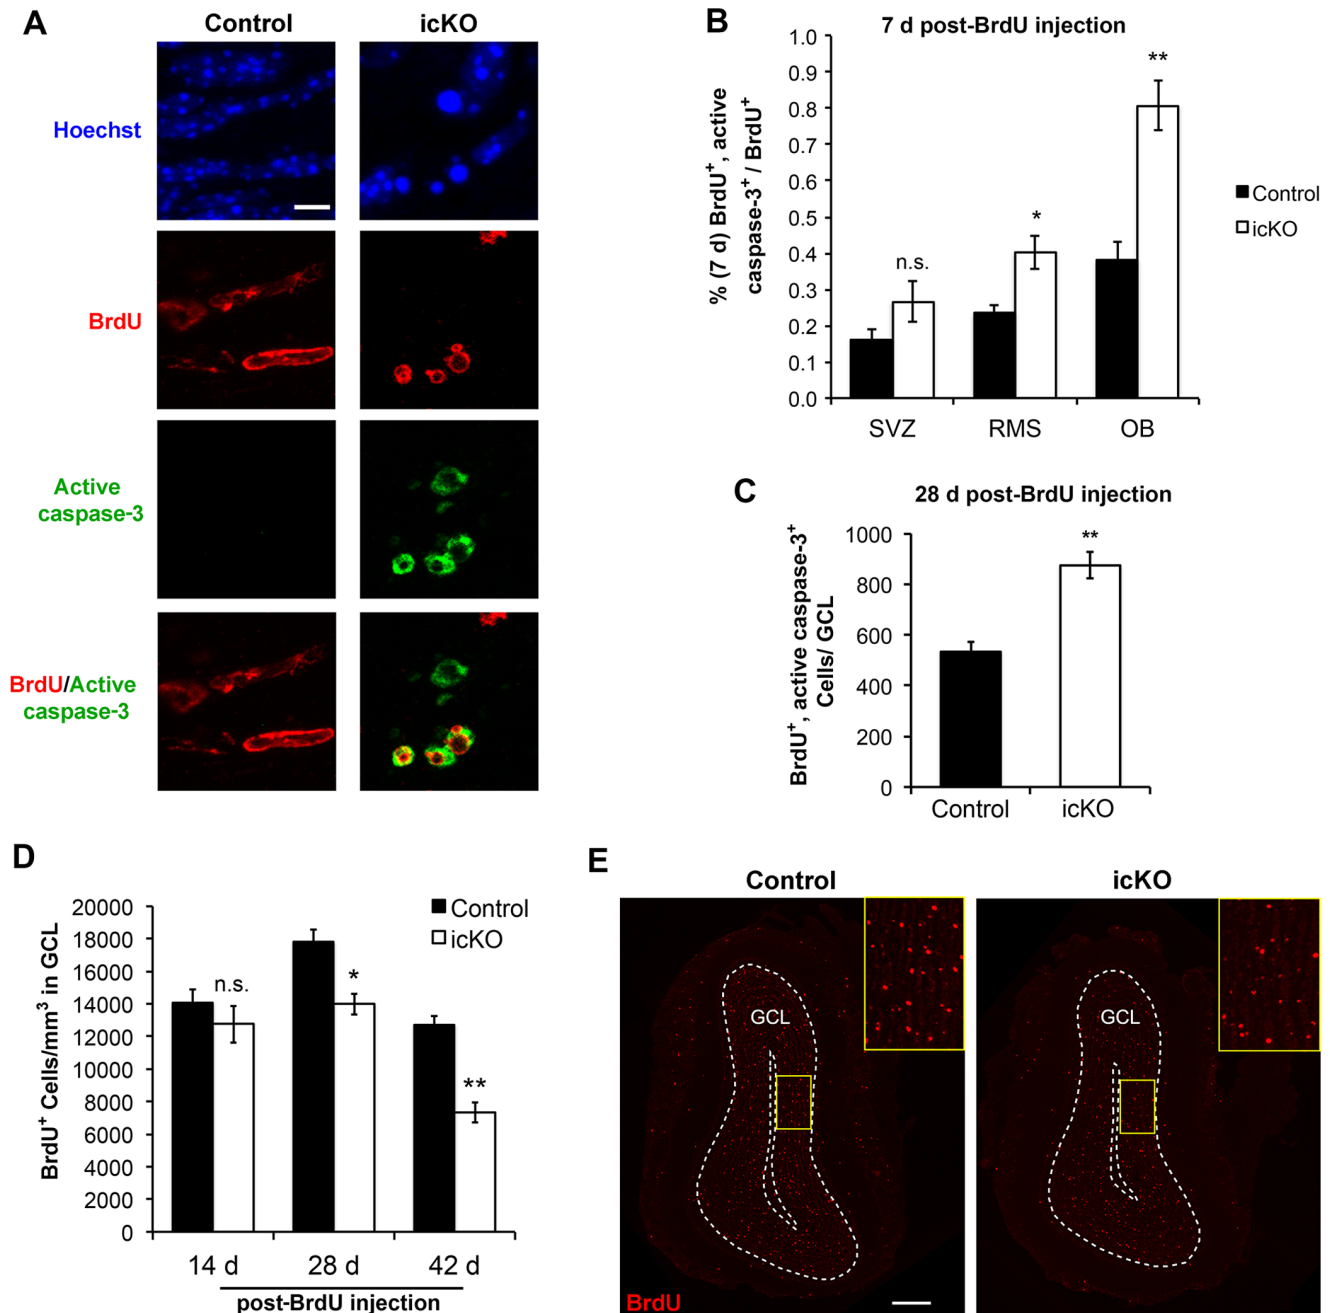 A
Control
icKO
Hoechst
BrdU
Active
caspase-3
BrdU/Active
caspase-3
B
7 d post-BrdU injection
% (7 d) BrdU⁺, active
caspase-3⁺ / BrdU⁺
1.0
0.9
0.8
0.7
0.6
0.5
0.4
0.3
0.2
0.1
0.0
n.s.
*
**
SVZ
RMS
OB
Control
icKO
C
28 d post-BrdU injection
BrdU⁺, active caspase-3⁺
Cells/ GCL
1000
800
600
400
200
0
**
Control
icKO
D
BrdU⁺ Cells/mm³ in GCL
20000
18000
16000
14000
12000
10000
8000
6000
4000
2000
0
Control
icKO
n.s.
*
**
14 d
28 d
42 d
post-BrdU injection
E
Control
icKO
GCL
GCL
BrdU